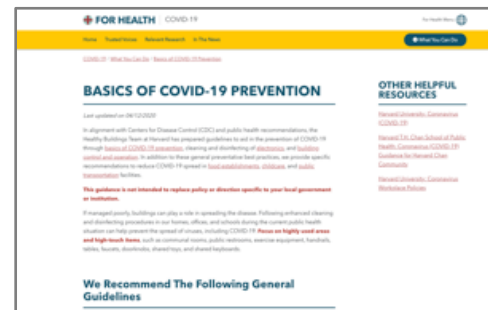 FOR HEALTH COVID-19
For Health Menu
Home Trusted Voices Relevant Research In The News
What You Can Do
COVID-19 / What You Can Do / Basics of COVID-19 Prevention
BASICS OF COVID-19 PREVENTION
Last updated on 04/12/2020
In alignment with Centers for Disease Control (CDC) and public health recommendations, the
Healthy Buildings Team at Harvard has prepared guidelines to aid in the prevention of COVID-19
through basics of COVID-19 prevention, cleaning and disinfecting of electronics, and building
control and operation. In addition to these general preventative best practices, we provide specific
recommendations to reduce COVID-19 spread in food establishments, childcare, and public
transportation facilities.
This guidance is not intended to replace policy or direction specific to your local government
or institution.
If managed poorly, buildings can play a role in spreading the disease. Following enhanced cleaning
and disinfecting procedures in our homes, offices, and schools during the current public health
situation can help prevent the spread of viruses, including COVID-19. Focus on highly used areas
and high-touch items, such as communal rooms, public restrooms, exercise equipment, handrails,
tables, faucets, doorknobs, shared toys, and shared keyboards.
We Recommend The Following General
Guidelines
OTHER HELPFUL
RESOURCES
Harvard University: Coronavirus
(COVID-19)
Harvard T.H. Chan School of Public
Health: Coronavirus (COVID-19)
Guidance for Harvard Chan
Community
Harvard University: Coronavirus
Workplace Policies